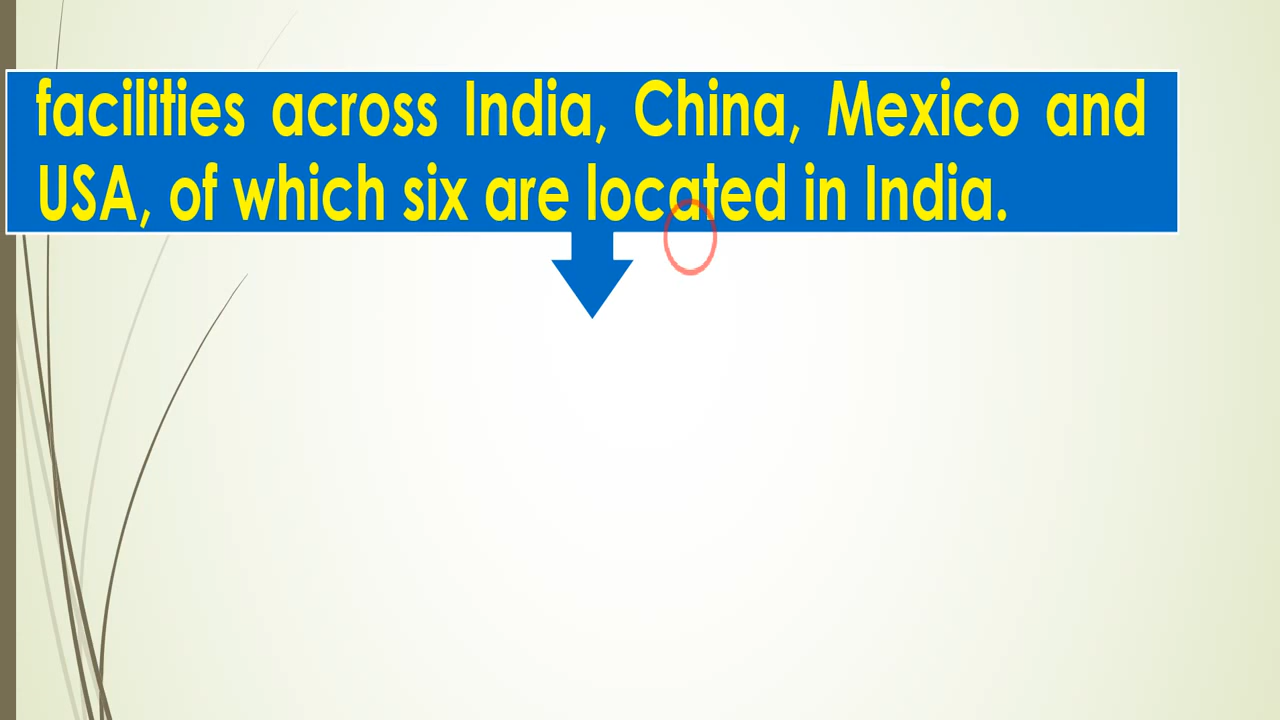 facilities across India, China, Mexico and
USA, of which six are located in India.